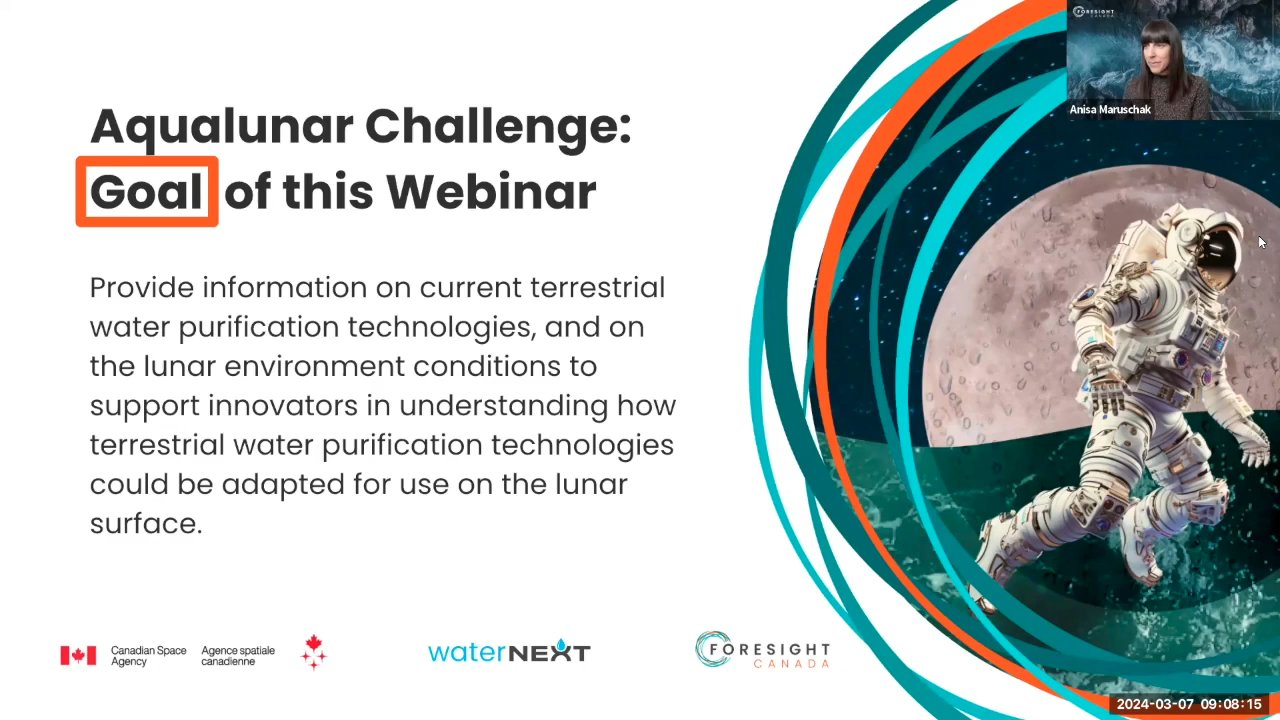 FORESIGHT
CANADA
Anisa Maruschak
Aqualunar Challenge:
Goal of this Webinar
Provide information on current terrestrial
water purification technologies, and on
the lunar environment conditions to
support innovators in understanding how
terrestrial water purification technologies
could be adapted for use on the lunar
surface.
Canadian Space
Agency
Agence spatiale
canadienne
waterNEXT
FORESIGHT
CANADA
2024-03-07 09:08:15